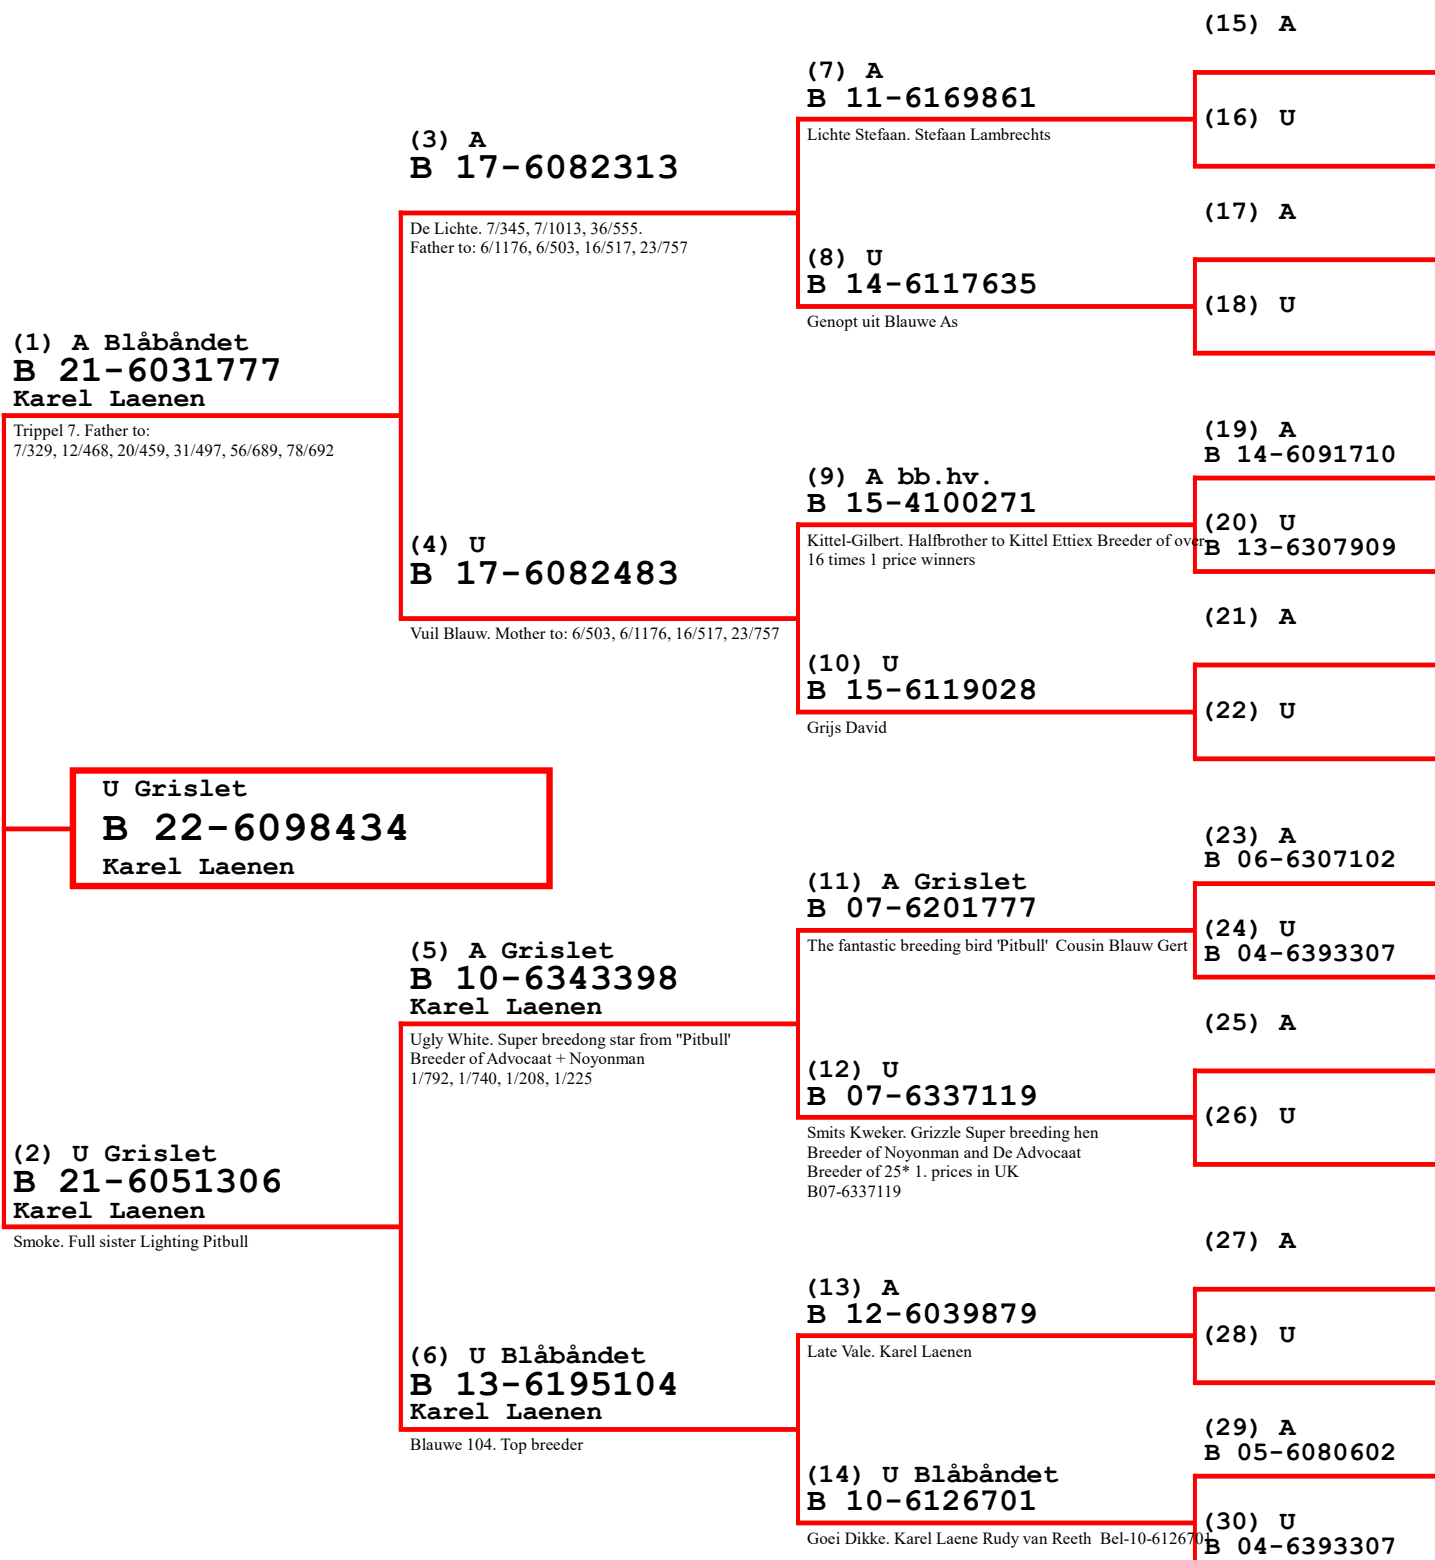 (1) A Blåbåndet
B 21-6031777
Karel Laenen
Trippel 7. Father to:
7/329, 12/468, 20/459, 31/497, 56/689, 78/692
U Grislet
B 22-6098434
Karel Laenen
(2) U Grislet
B 21-6051306
Karel Laenen
Smoke. Full sister Lighting Pitbull
(3) A
B 17-6082313
De Lichte. 7/345, 7/1013, 36/555.
Father to: 6/1176, 6/503, 16/517, 23/757
(4) U
B 17-6082483
Vuil Blauw. Mother to: 6/503, 6/1176, 16/517, 23/757
(5) A Grislet
B 10-6343398
Karel Laenen
Ugly White. Super breedong star from "Pitbull'
Breeder of Advocaat + Noyonman
1/792, 1/740, 1/208, 1/225
(6) U Blåbåndet
B 13-6195104
Karel Laenen
Blauwe 104. Top breeder
(7) A
B 11-6169861
Lichte Stefaan. Stefaan Lambrechts
(8) U
B 14-6117635
Genopt uit Blauwe As
(9) A bb.hv.
B 15-4100271
Kittel-Gilbert. Halfbrother to Kittel Ettiex Breeder of over
16 times 1 price winners
(10) U
B 15-6119028
Grijs David
(11) A Grislet
B 07-6201777
The fantastic breeding bird 'Pitbull' Cousin Blauw Gert
(12) U
B 07-6337119
Smits Kweker. Grizzle Super breeding hen
Breeder of Noyonman and De Advocaat
Breeder of 25* 1. prices in UK
B07-6337119
(13) A
B 12-6039879
Late Vale. Karel Laenen
(14) U Blåbåndet
B 10-6126701
Goei Dikke. Karel Laene Rudy van Reeth Bel-10-6126701
(15) A
(16) U
(17) A
(18) U
(19) A
B 14-6091710
(20) U
B 13-6307909
(21) A
(22) U
(23) A
B 06-6307102
(24) U
B 04-6393307
(25) A
(26) U
(27) A
(28) U
(29) A
B 05-6080602
(30) U
B 04-6393307